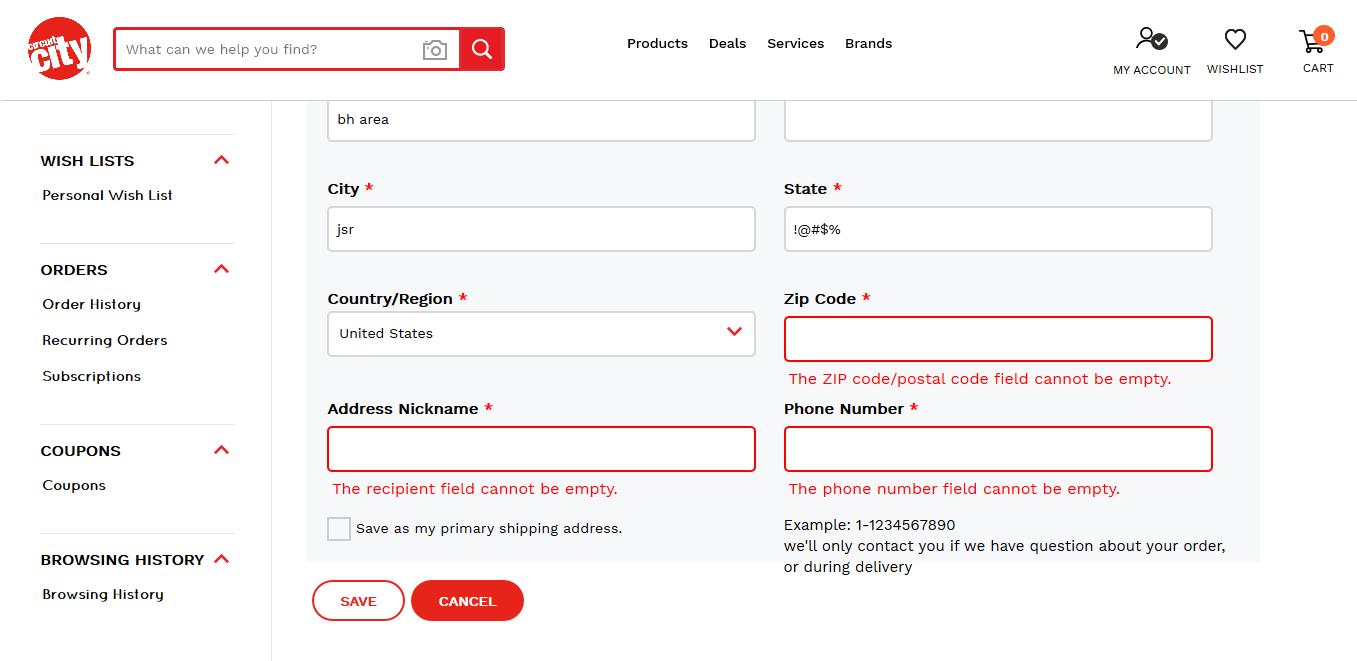 circuit
city
What can we help you find?
Products
Deals
Services
Brands
MY ACCOUNT
WISHLIST
0
CART
WISH LISTS
Personal Wish List
ORDERS
Order History
Recurring Orders
Subscriptions
COUPONS
Coupons
BROWSING HISTORY
Browsing History
bh area
City *
jsr
State *
!@#$%
Country/Region *
United States
Zip Code *
The ZIP code/postal code field cannot be empty.
Address Nickname *
The recipient field cannot be empty.
Phone Number *
The phone number field cannot be empty.
Save as my primary shipping address.
Example: 1-1234567890
we'll only contact you if we have question about your order,
or during delivery
SAVE
CANCEL